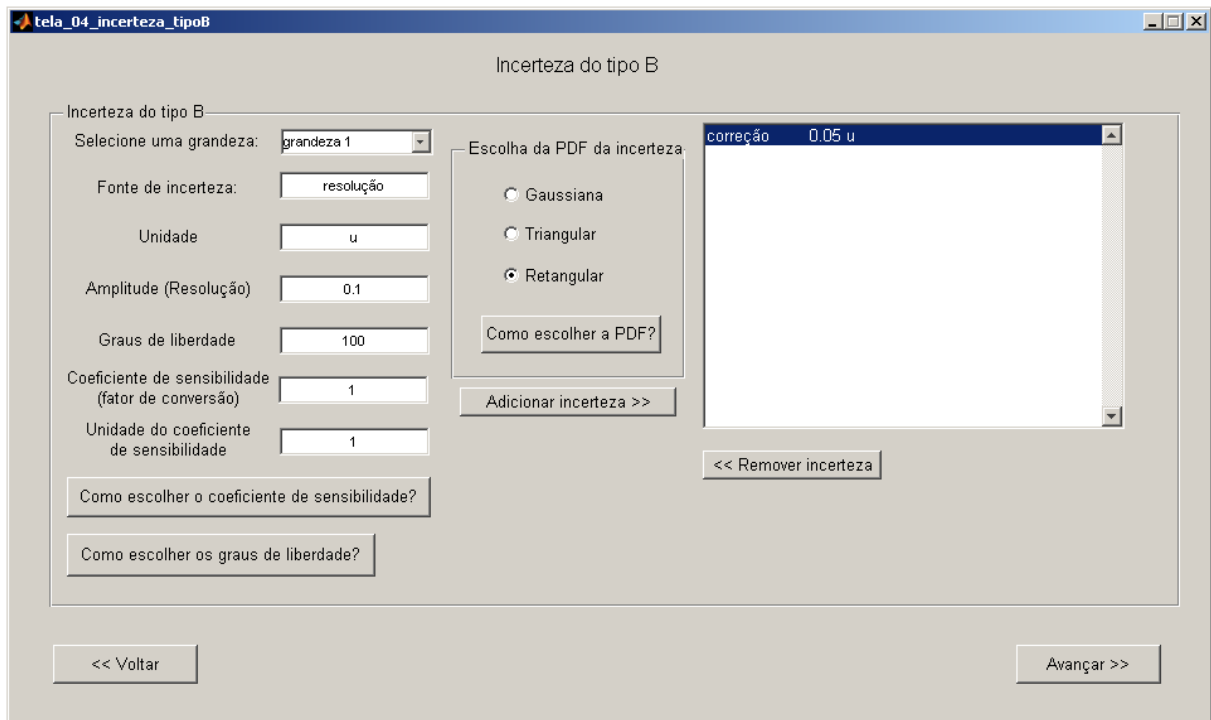 tela_04_incerteza_tipoB
Incerteza do tipo B
Incerteza do tipo B
Selecione uma grandeza:
grandeza 1
Fonte de incerteza:
resolução
Unidade
u
Amplitude (Resolução)
0.1
Graus de liberdade
100
Coeficiente de sensibilidade
(fator de conversão)
1
Unidade do coeficiente
de sensibilidade
1
Como escolher o coeficiente de sensibilidade?
Como escolher os graus de liberdade?
Escolha da PDF da incerteza
Gaussiana
Triangular
Retangular
Como escolher a PDF?
Adicionar incerteza >>
correção 0.05 u
<< Remover incerteza
<< Voltar
Avançar >>